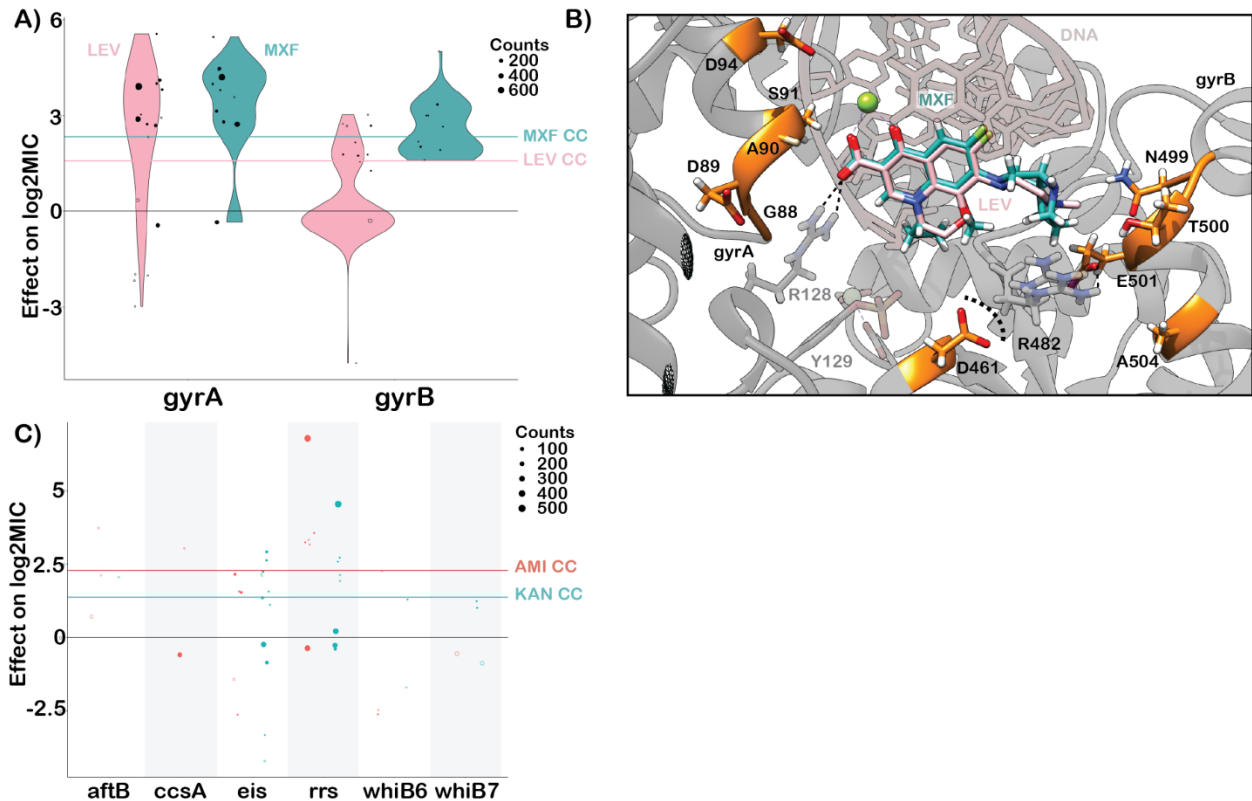 A)
Effect on log2MIC
6
3
0
-3
LEV
MXF
Counts
200
400
600
MXF CC
LEV CC
gyrA
gyrB
B)
D94
DNA
S91
MXF
gyrB
A90
D89
N499
G88
LEV
T500
gyrA
E501
R128
R482
Y129
D461
A504
C)
Effect on log2MIC
5
2.5
0
-2.5
Counts
100
200
300
400
500
AMI CC
KAN CC
aftB
ccsA
eis
rrs
whiB6
whiB7